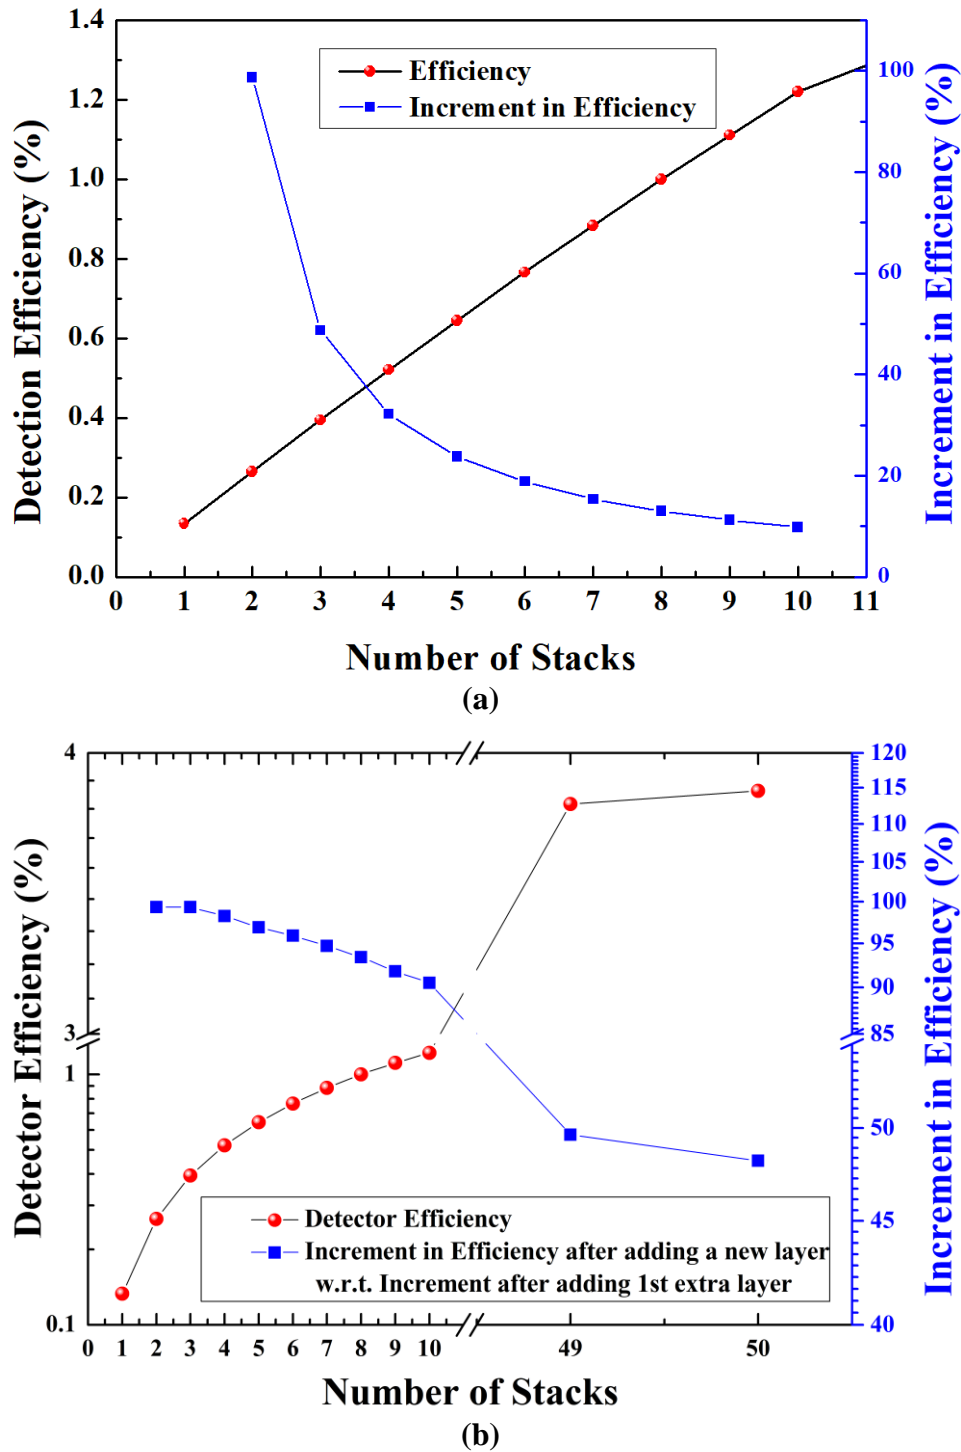 1.4
1.2
1.0
0.8
0.6
0.4
0.2
0.0
Detection Efficiency (%)
Efficiency
Increment in Efficiency
100
80
60
40
20
0
Increment in Efficiency (%)
0 1 2 3 4 5 6 7 8 9 10 11
Number of Stacks
(a)
4
3
1
0.1
Detector Efficiency (%)
120
115
110
105
100
95
90
85
50
45
40
Increment in Efficiency (%)
Detector Efficiency
Increment in Efficiency after adding a new layer
w.r.t. Increment after adding 1st extra layer
0 1 2 3 4 5 6 7 8 9 10 49 50
Number of Stacks
(b)